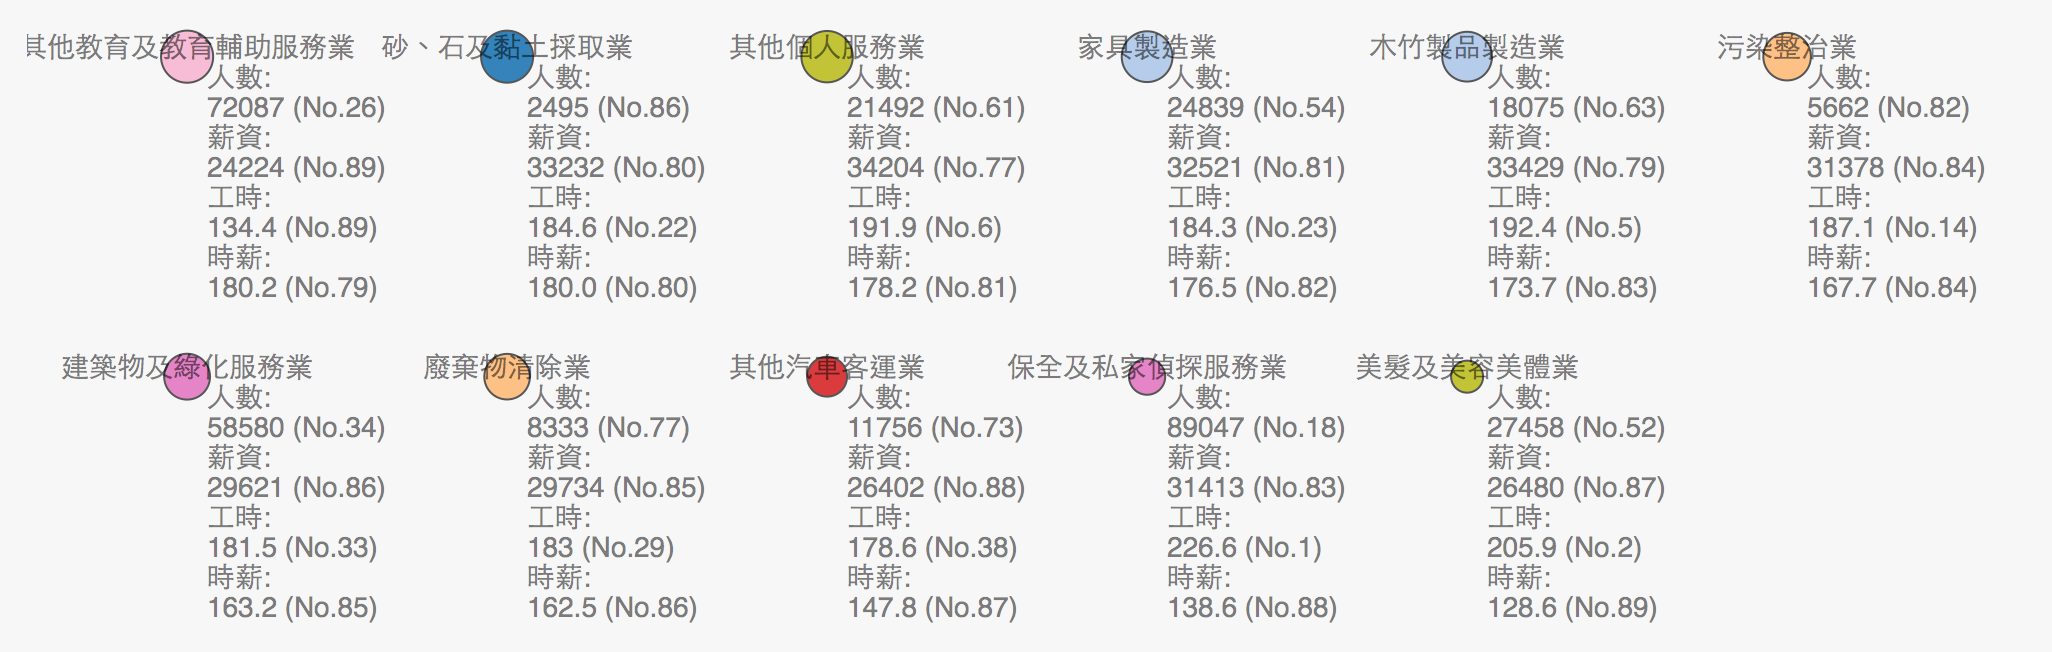 其他教育及教育輔助服務業
人數:
72087 (No.26)
薪資:
24224 (No.89)
工時:
134.4 (No.89)
時薪:
180.2 (No.79)
砂、石及黏土採取業
人數:
2495 (No.86)
薪資:
33232 (No.80)
工時:
184.6 (No.22)
時薪:
180.0 (No.80)
其他個人服務業
人數:
21492 (No.61)
薪資:
34204 (No.77)
工時:
191.9 (No.6)
時薪:
178.2 (No.81)
家具製造業
人數:
24839 (No.54)
薪資:
32521 (No.81)
工時:
184.3 (No.23)
時薪:
176.5 (No.82)
木竹製品製造業
人數:
18075 (No.63)
薪資:
33429 (No.79)
工時:
192.4 (No.5)
時薪:
173.7 (No.83)
污染整治業
人數:
5662 (No.82)
薪資:
31378 (No.84)
工時:
187.1 (No.14)
時薪:
167.7 (No.84)
建築物及綠化服務業
人數:
58580 (No.34)
薪資:
29621 (No.86)
工時:
181.5 (No.33)
時薪:
163.2 (No.85)
廢棄物清除業
人數:
8333 (No.77)
薪資:
29734 (No.85)
工時:
183 (No.29)
時薪:
162.5 (No.86)
其他汽車客運業
人數:
11756 (No.73)
薪資:
26402 (No.88)
工時:
178.6 (No.38)
時薪:
147.8 (No.87)
保全及私家偵探服務業
人數:
89047 (No.18)
薪資:
31413 (No.83)
工時:
226.6 (No.1)
時薪:
138.6 (No.88)
美髮及美容美體業
人數:
27458 (No.52)
薪資:
26480 (No.87)
工時:
205.9 (No.2)
時薪:
128.6 (No.89)